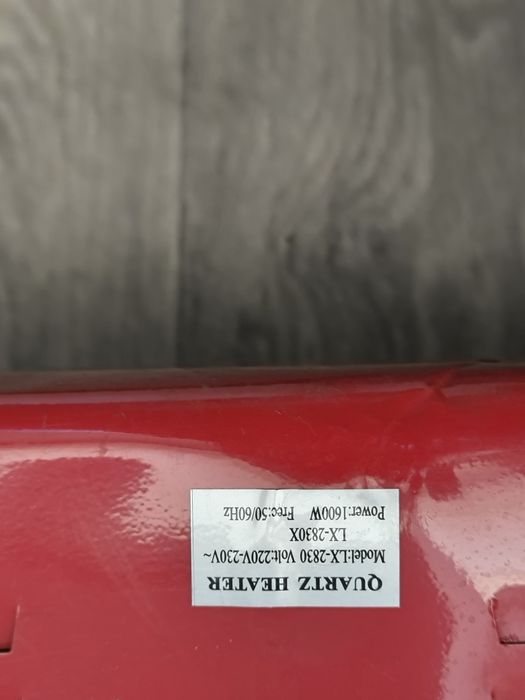 QUARTZ HEATER
Model:LX-2830 Volt:220V-230V~
LX-2830X
Power:1600W Frec:50/60Hz